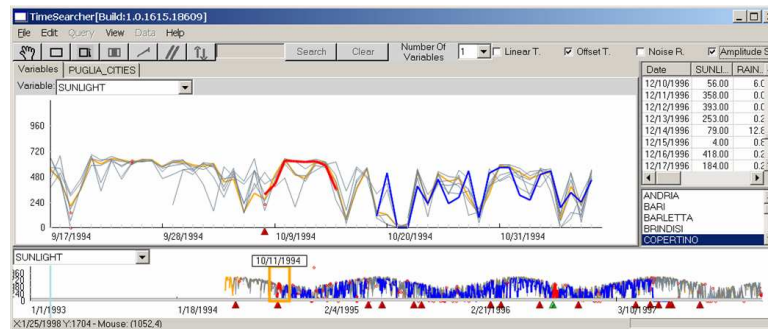 TimeSearcher[Build:1.0.1615.18609]
File Edit Query View Data Help
Search Clear Number Of Variables 1 Linear T. Offset T. Noise R. Amplitude S
Variables PUGLIA_CITIES
Variable: SUNLIGHT
960
720
480
240
0
9/17/1994 9/28/1994 10/9/1994 10/20/1994 10/31/1994
Date SUNLI... RAIN...
12/10/1996 56.00 6.0
12/11/1996 358.00 0.0
12/12/1996 393.00 0.0
12/13/1996 253.00 0.2
12/14/1996 79.00 12.8
12/15/1996 4.00 0.6
12/16/1996 418.00 0.2
12/17/1996 184.00 0.2
ANDRIA
BARI
BARLETTA
BRINDISI
COPERTINO
SUNLIGHT
10/11/1994
1/1/1993 1/18/1994 2/4/1995 2/21/1996 3/10/1997
X:1/25/1998 Y:1704 - Mouse: (1052,4)